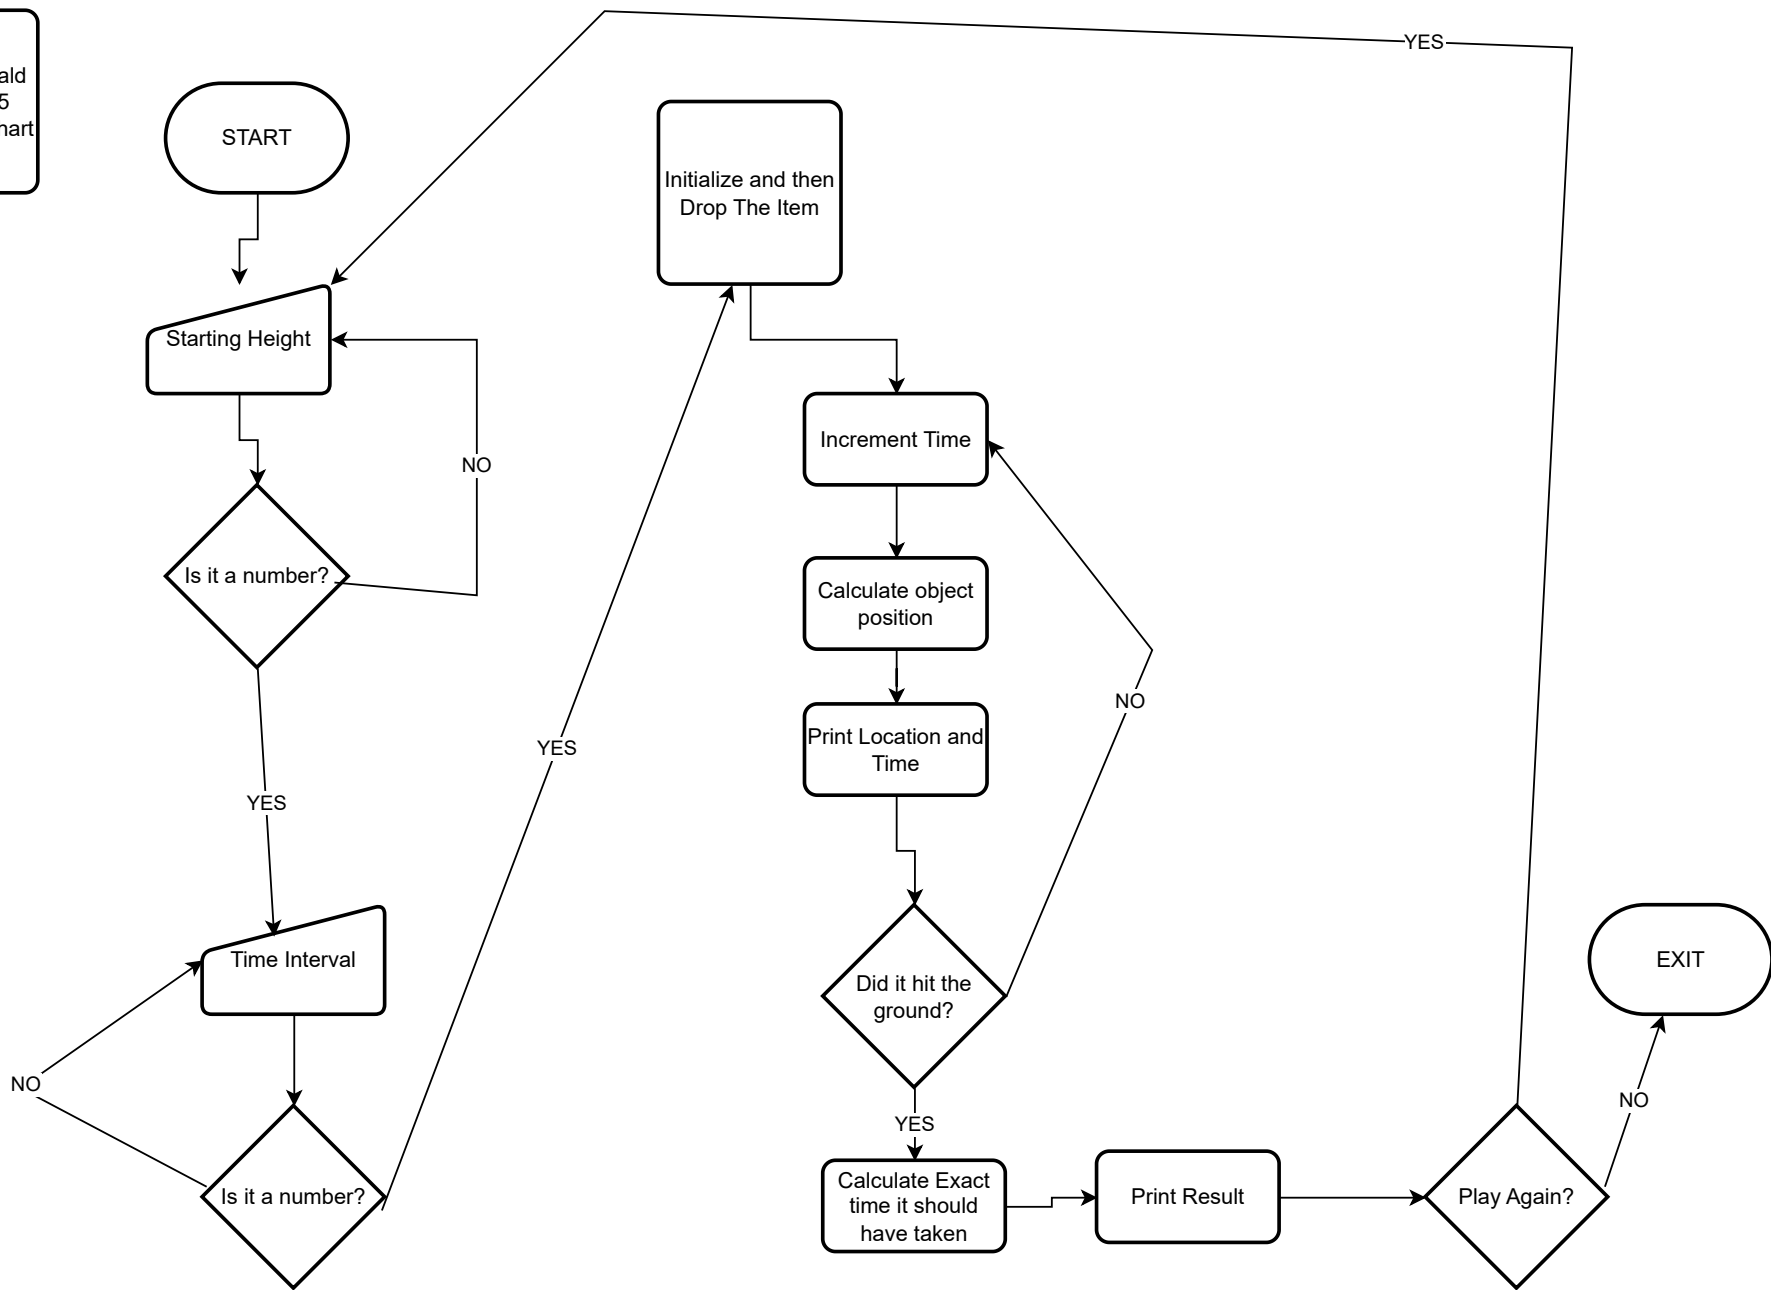 ald
5
hart
START
YES
Initialize and then
Drop The Item
Starting Height
NO
Increment Time
Is it a number?
Calculate object
position
NO
Print Location and
Time
YES
YES
Time Interval
Did it hit the
ground?
EXIT
NO
NO
YES
Is it a number?
Calculate Exact
time it should
have taken
Print Result
Play Again?